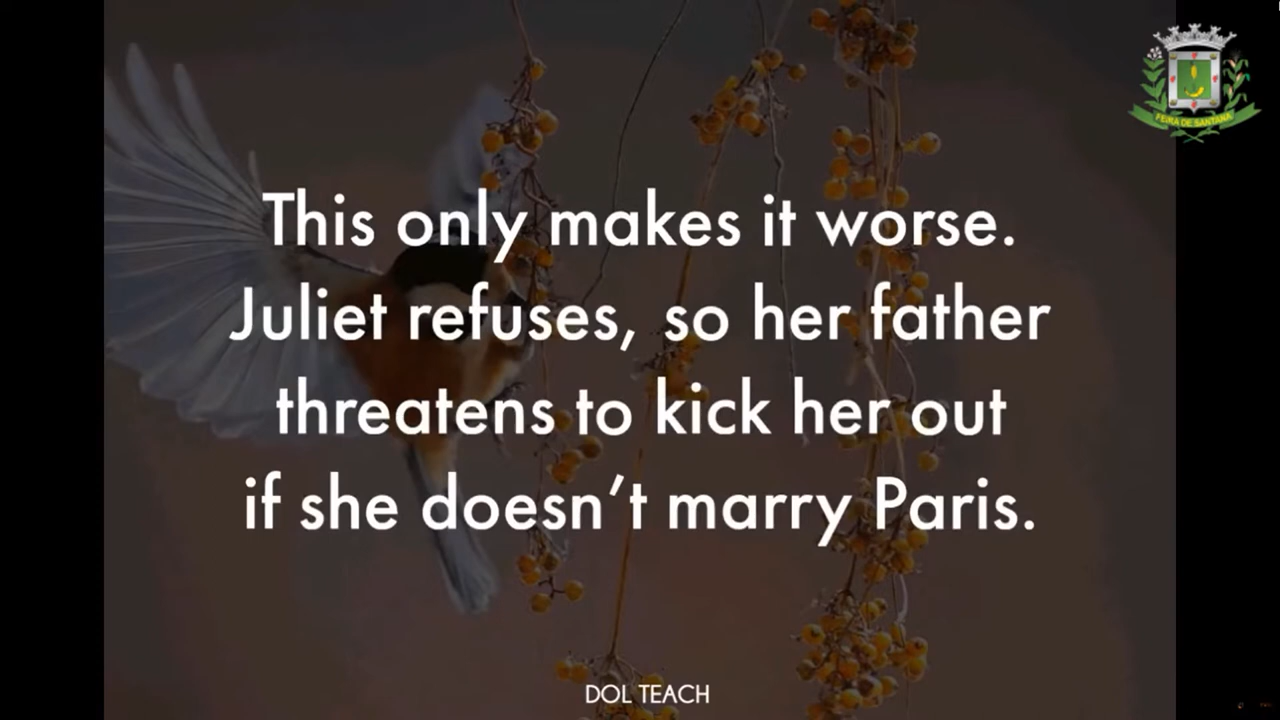 FEIRA DE SANTANA
This only makes it worse.
Juliet refuses, so her father
threatens to kick her out
if she doesn’t marry Paris.
DOL TEACH